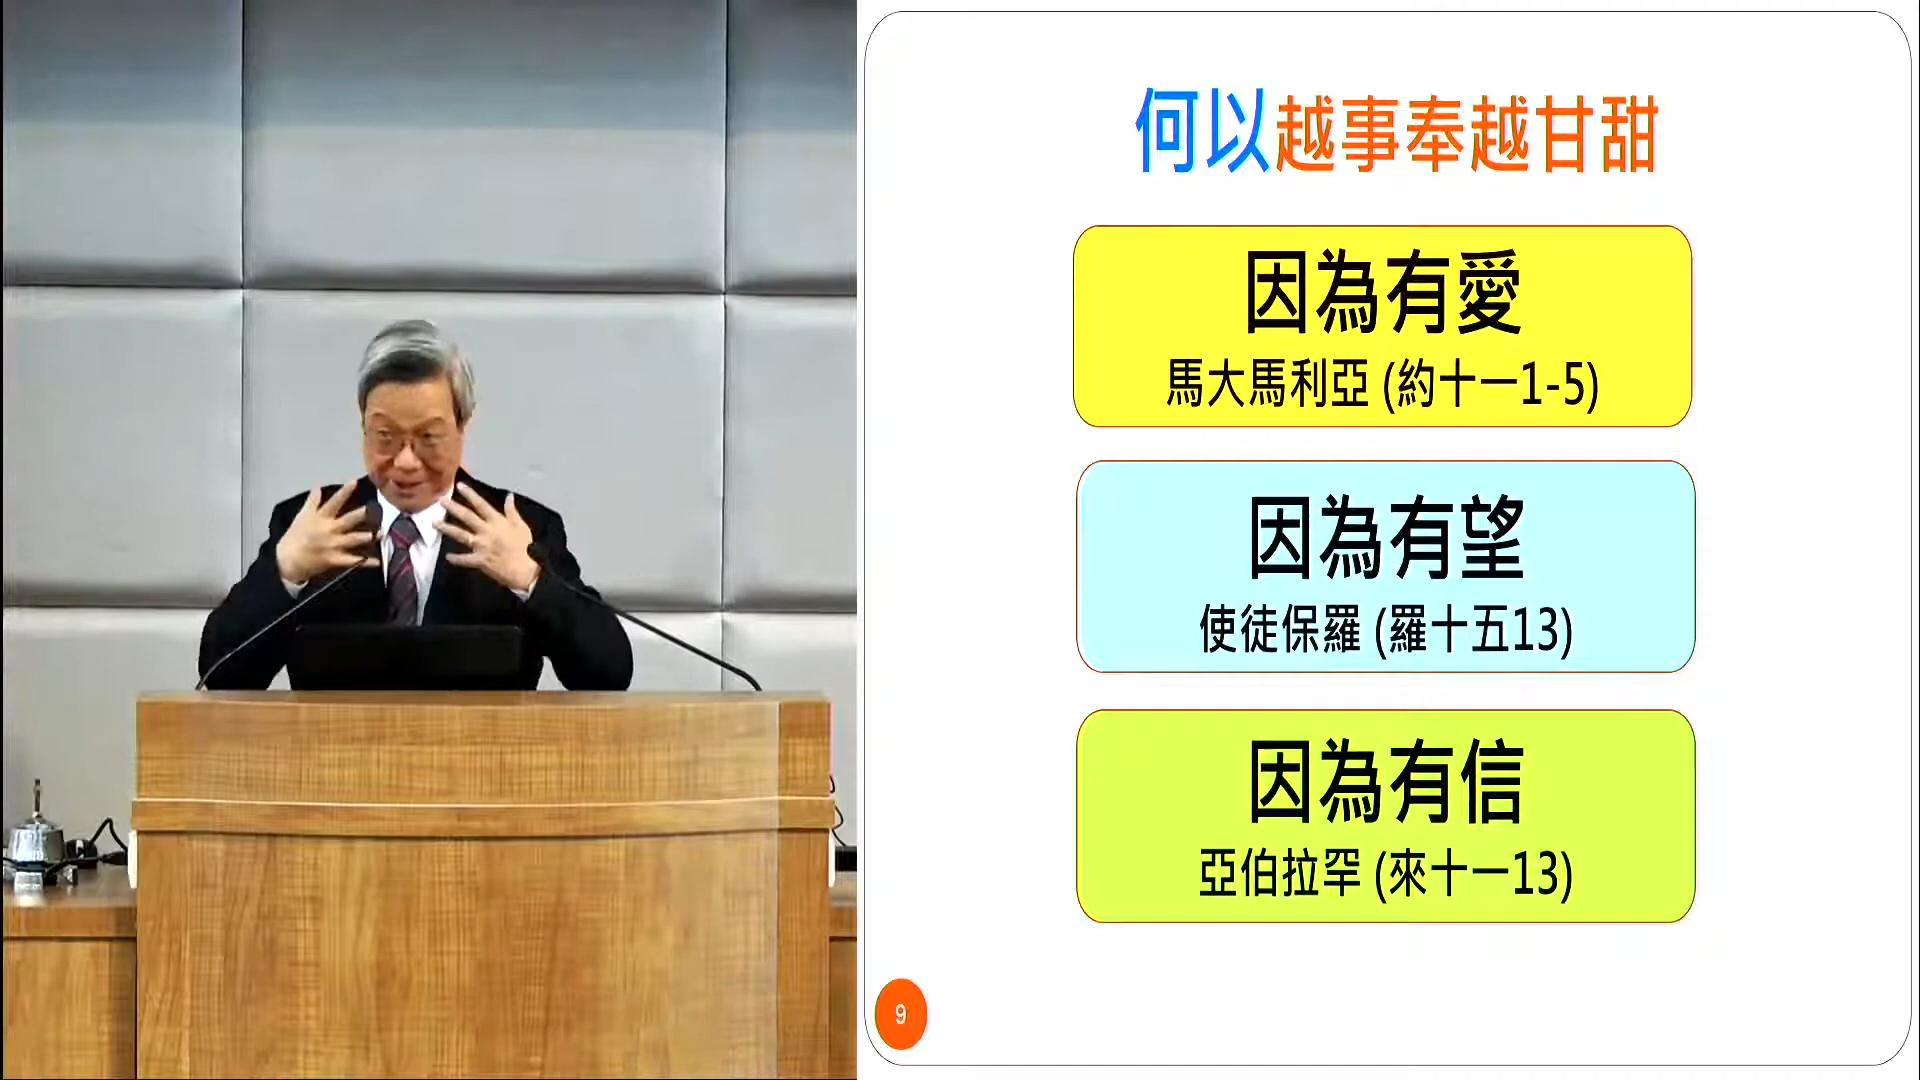 何以越事奉越甘甜
因為有愛
馬大馬利亞 (約十一1-5)
因為有望
使徒保羅 (羅十五13)
因為有信
亞伯拉罕 (來十一13)
9